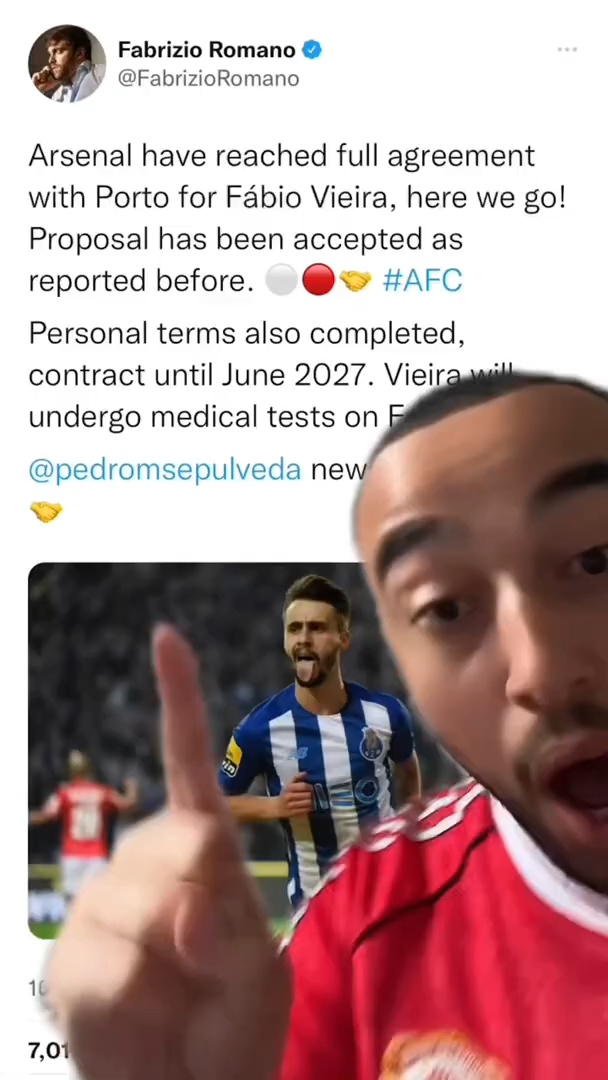 Fabrizio Romano
@FabrizioRomano
Arsenal have reached full agreement
with Porto for Fábio Vieira, here we go!
Proposal has been accepted as
reported before. ⚪🔴🤝 #AFC
Personal terms also completed,
contract until June 2027. Vieira will
undergo medical tests on
@pedromsepulveda
🤝